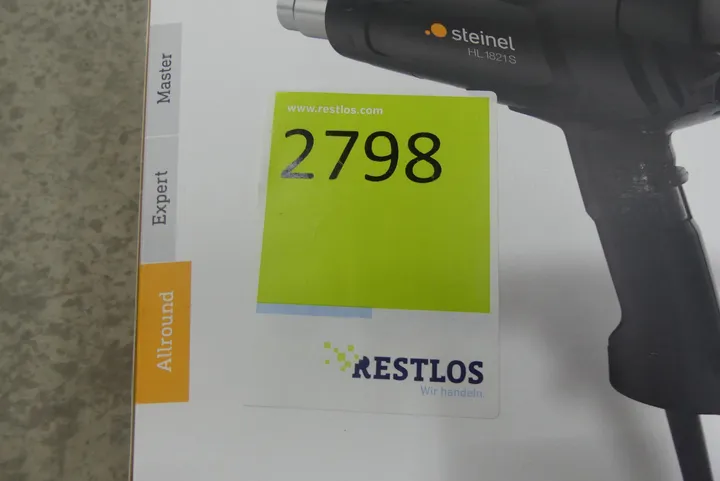 steinel
HL 1821 S
Master
Expert
Allround
www.restlos.com
2798
RESTLOS
Wir handeln